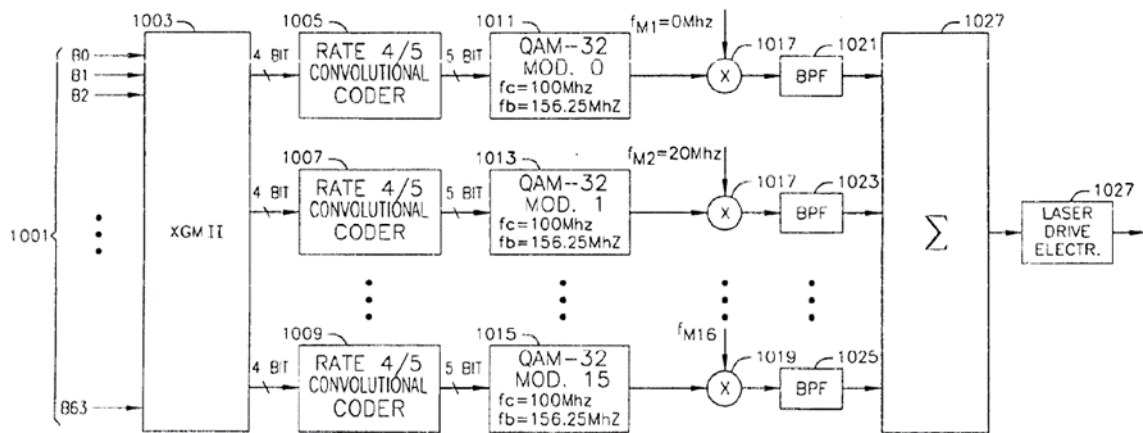 1003
1005
1011
fM1=0Mhz
1027
B0
B1
B2
4 BIT
RATE 4/5
CONVOLUTIONAL
CODER
5 BIT
QAM-32
MOD. 0
fc=100Mhz
fb=156.25MhZ
X
1017
1021
BPF
1007
1013
fM2=20Mhz
1001
XGMII
4 BIT
RATE 4/5
CONVOLUTIONAL
CODER
5 BIT
QAM-32
MOD. 1
fc=100Mhz
fb=156.25MhZ
X
1017
1023
BPF
Σ
1027
LASER
DRIVE
ELECTR.
1009
1015
fM16
B63
4 BIT
RATE 4/5
CONVOLUTIONAL
CODER
5 BIT
QAM-32
MOD. 15
fc=100Mhz
fb=156.25MhZ
X
1019
1025
BPF